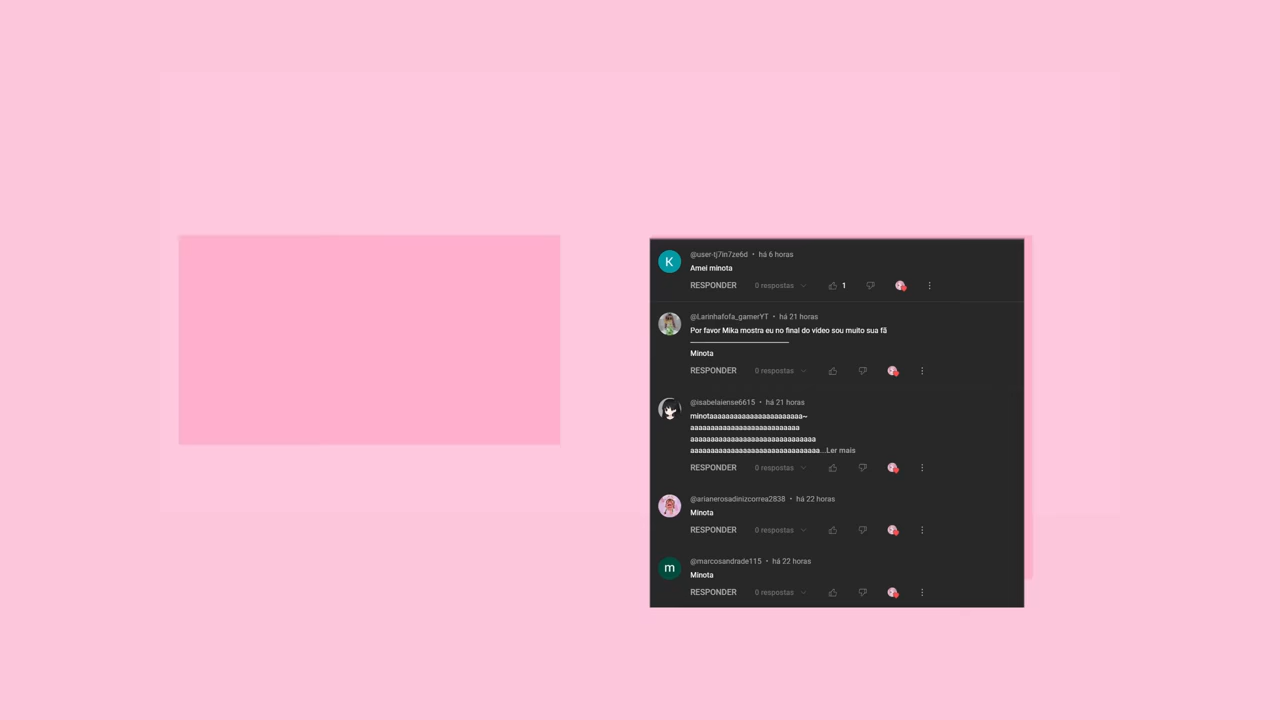 K
@user-tj7in7ze6d • há 6 horas
Amei minota
RESPONDER 0 respostas 1
@Larinhafofa_gamerYT • há 21 horas
Por favor Mika mostra eu no final do vídeo sou muito sua fã
Minota
RESPONDER 0 respostas
@isabelaiense6615 • há 21 horas
minotaaaaaaaaaaaaaaaaaaaaaaa~
aaaaaaaaaaaaaaaaaaaaaaaaaaa
aaaaaaaaaaaaaaaaaaaaaaaaaaaaaaa
aaaaaaaaaaaaaaaaaaaaaaaaaaaaaaaa...Ler mais
RESPONDER 0 respostas
@arianerosadinizcorrea2838 • há 22 horas
Minota
RESPONDER 0 respostas
m
@marcosandrade115 • há 22 horas
Minota
RESPONDER 0 respostas